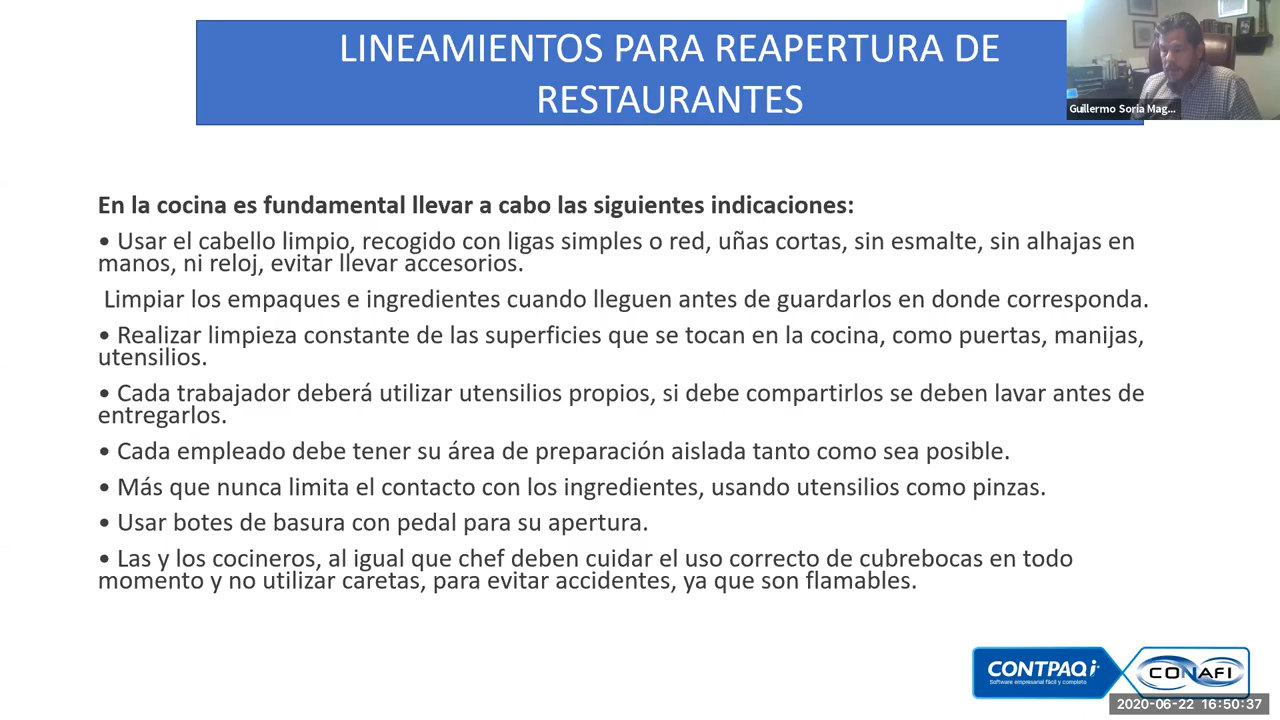 LINEAMIENTOS PARA REAPERTURA DE
RESTAURANTES
Guillermo Soria Mag...
En la cocina es fundamental llevar a cabo las siguientes indicaciones:
• Usar el cabello limpio, recogido con ligas simples o red, uñas cortas, sin esmalte, sin alhajas en
manos, ni reloj, evitar llevar accesorios.
Limpiar los empaques e ingredientes cuando lleguen antes de guardarlos en donde corresponda.
• Realizar limpieza constante de las superficies que se tocan en la cocina, como puertas, manijas,
utensilios.
• Cada trabajador deberá utilizar utensilios propios, si debe compartirlos se deben lavar antes de
entregarlos.
• Cada empleado debe tener su área de preparación aislada tanto como sea posible.
• Más que nunca limita el contacto con los ingredientes, usando utensilios como pinzas.
• Usar botes de basura con pedal para su apertura.
• Las y los cocineros, al igual que chef deben cuidar el uso correcto de cubrebocas en todo
momento y no utilizar caretas, para evitar accidentes, ya que son flamables.
CONTPAQi
Software empresarial fácil y completo
CONAFI
2020-06-22 16:50:37